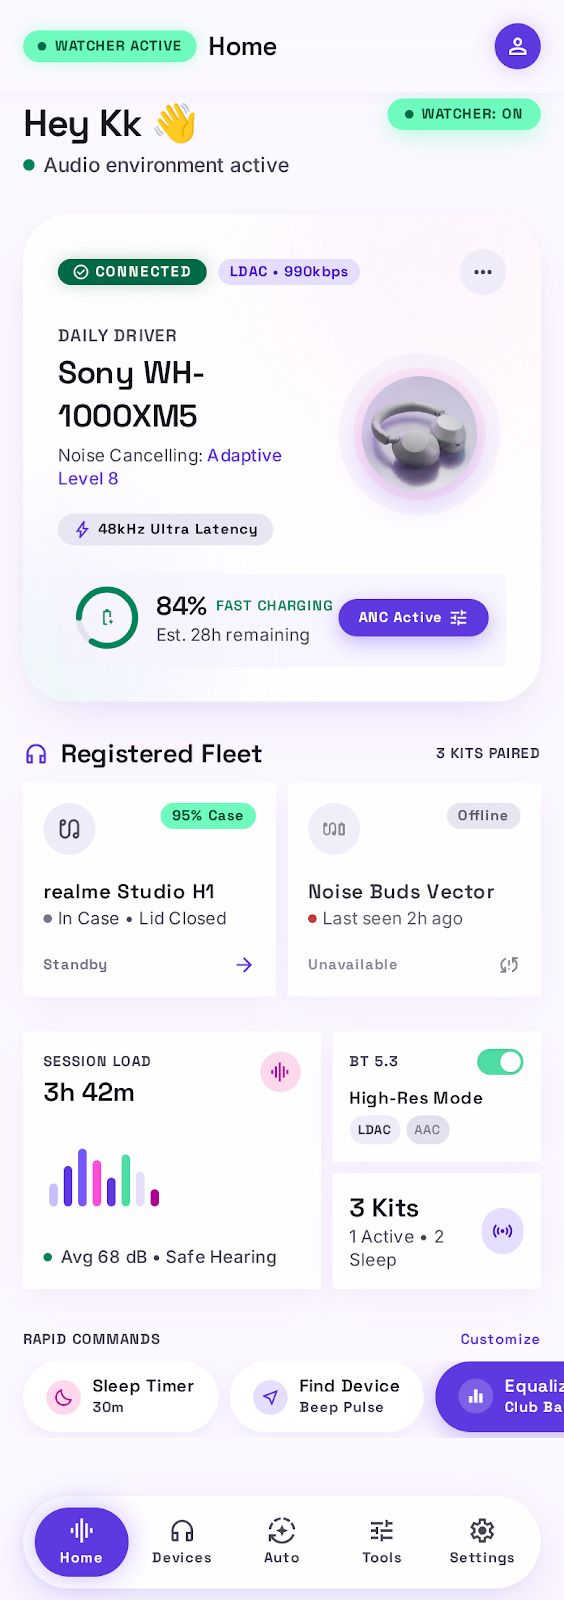 WATCHER ACTIVE Home
Hey Kk 👋
WATCHER: ON
Audio environment active
CONNECTED
LDAC • 990kbps
DAILY DRIVER
Sony WH-
1000XM5
Noise Cancelling: Adaptive
Level 8
48kHz Ultra Latency
84% FAST CHARGING
Est. 28h remaining
ANC Active
Registered Fleet
3 KITS PAIRED
95% Case
realme Studio H1
In Case • Lid Closed
Standby
Offline
Noise Buds Vector
Last seen 2h ago
Unavailable
SESSION LOAD
3h 42m
Avg 68 dB • Safe Hearing
BT 5.3
High-Res Mode
LDAC AAC
3 Kits
1 Active • 2
Sleep
RAPID COMMANDS
Customize
Sleep Timer
30m
Find Device
Beep Pulse
Equaliz
Club Ba
Home
Devices
Auto
Tools
Settings